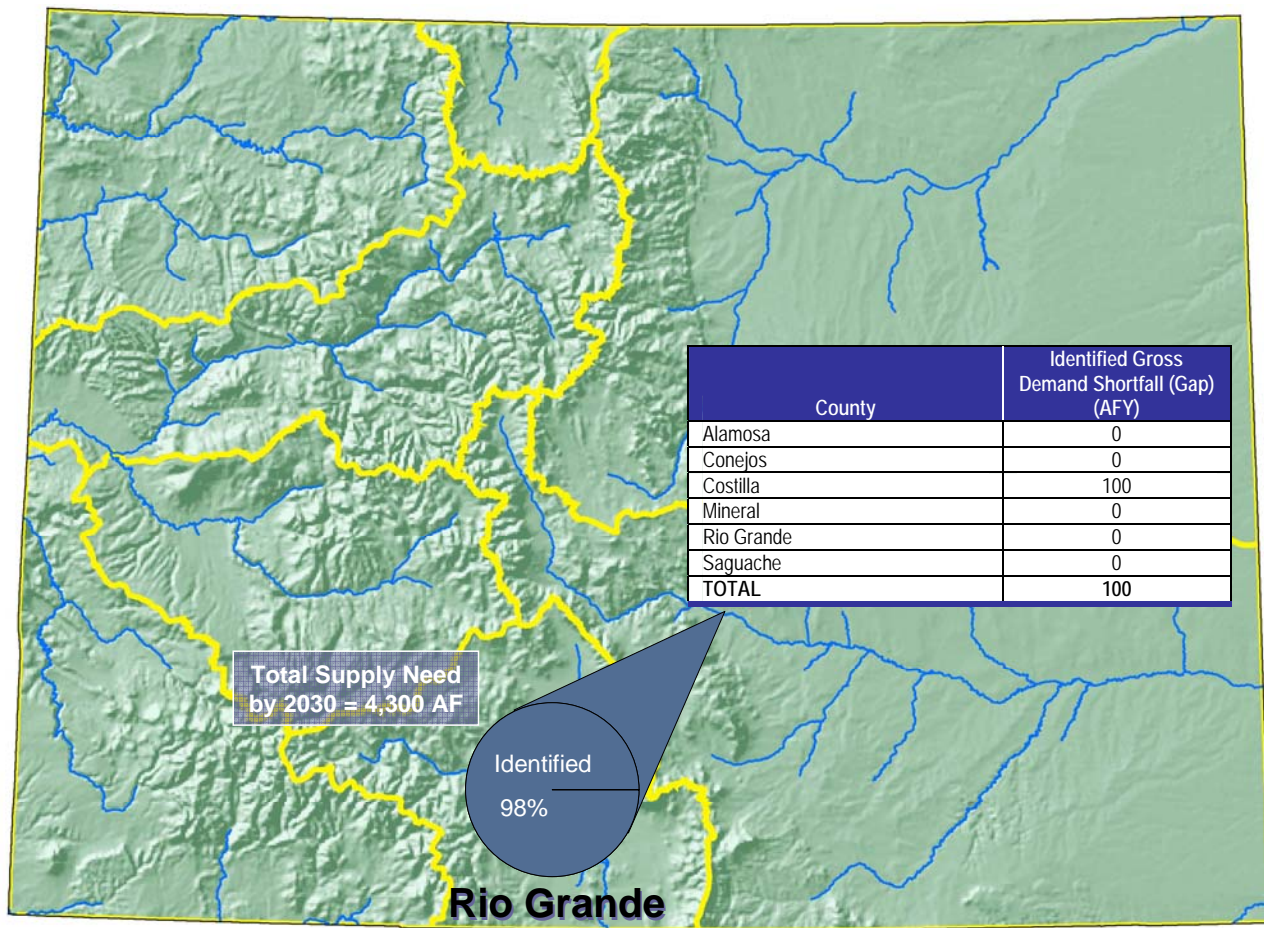 County
Identified Gross
Demand Shortfall (Gap)
(AFY)
Alamosa 0
Conejos 0
Costilla 100
Mineral 0
Rio Grande 0
Saguache 0
TOTAL 100
Total Supply Need
by 2030 = 4,300 AF
Identified
98%
Rio Grande